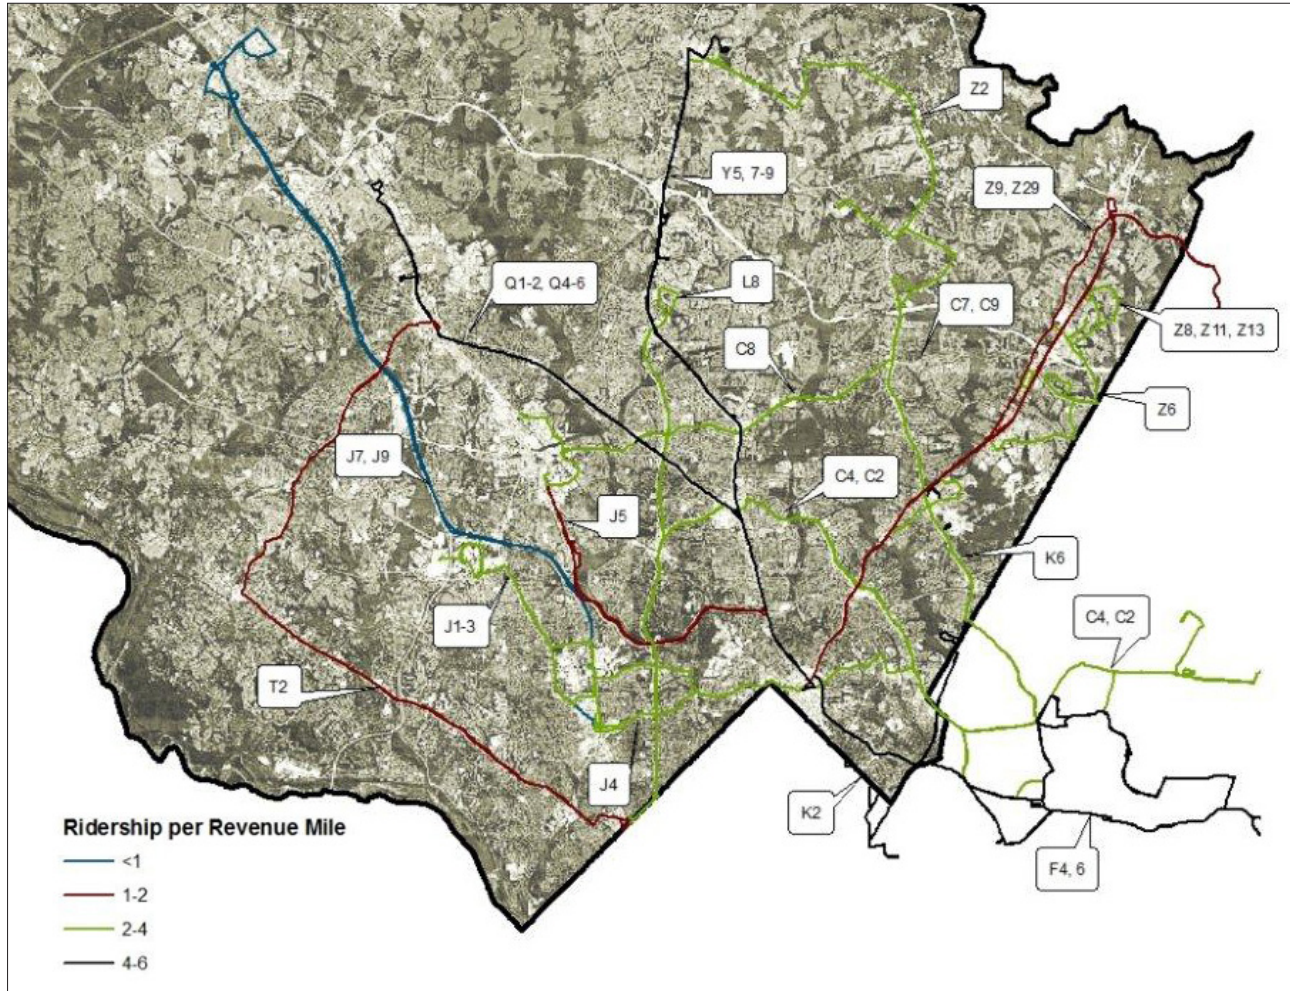 Z2
Y5, 7-9
Z9, Z29
Q1-2, Q4-6
L8
C7, C9
Z8, Z11, Z13
C8
Z6
J7, J9
C4, C2
J5
K6
J1-3
C4, C2
T2
J4
K2
F4, 6
Ridership per Revenue Mile
<1
1-2
2-4
4-6